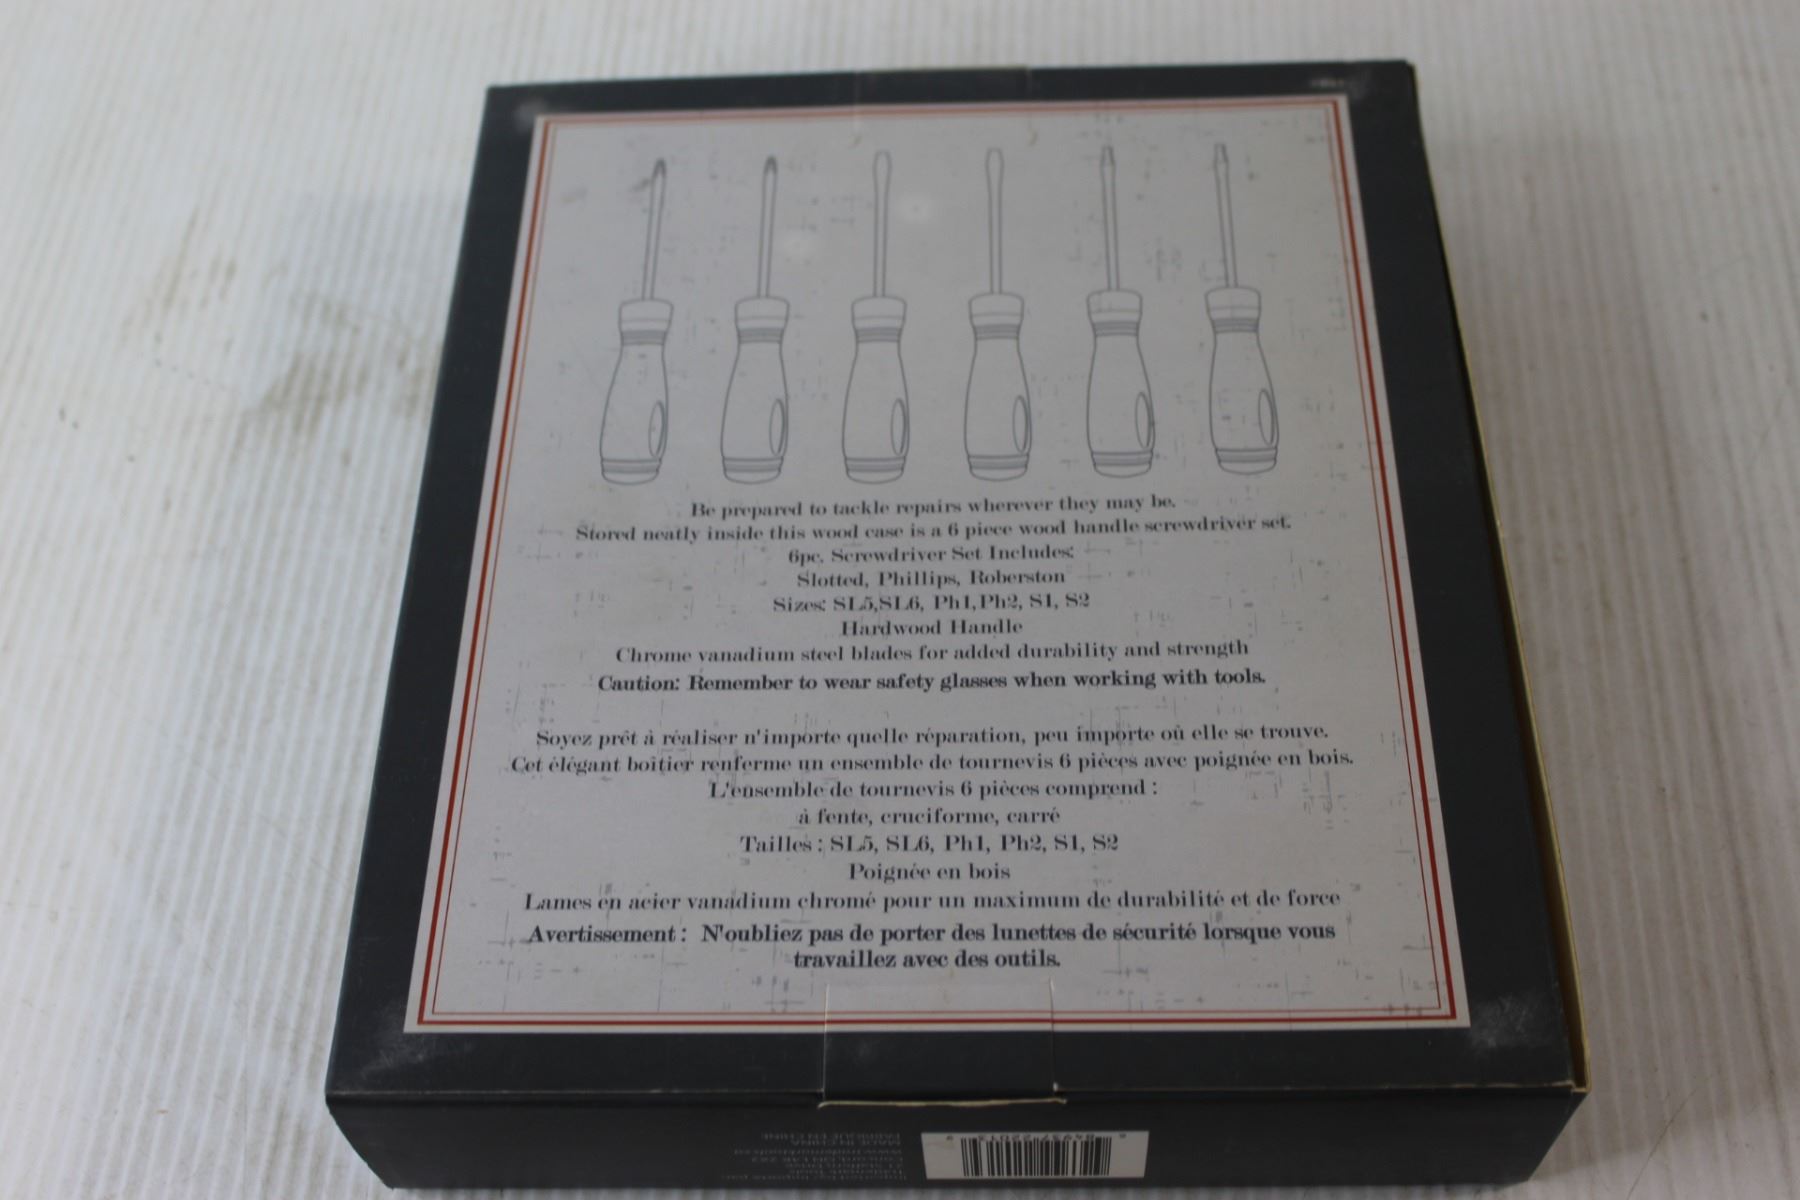 Be prepared to tackle repairs wherever they may be.
Stored neatly inside this wood case is a 6 piece wood handle screwdriver set.
6pc. Screwdriver Set Includes:
Slotted, Phillips, Roberston
Sizes: SL5,SL6, Ph1,Ph2, S1, S2
Hardwood Handle
Chrome vanadium steel blades for added durability and strength
Caution: Remember to wear safety glasses when working with tools.
Soyez prêt à réaliser n'importe quelle réparation, peu importe où elle se trouve.
Cet élégant boîtier renferme un ensemble de tournevis 6 pièces avec poignée en bois.
L'ensemble de tournevis 6 pièces comprend :
à fente, cruciforme, carré
Tailles : SL5, SL6, Ph1, Ph2, S1, S2
Poignée en bois
Lames en acier vanadium chromé pour un maximum de durabilité et de force
Avertissement : N'oubliez pas de porter des lunettes de sécurité lorsque vous
travaillez avec des outils.
MADE IN CHINA
FABRIQUÉ EN CHINE